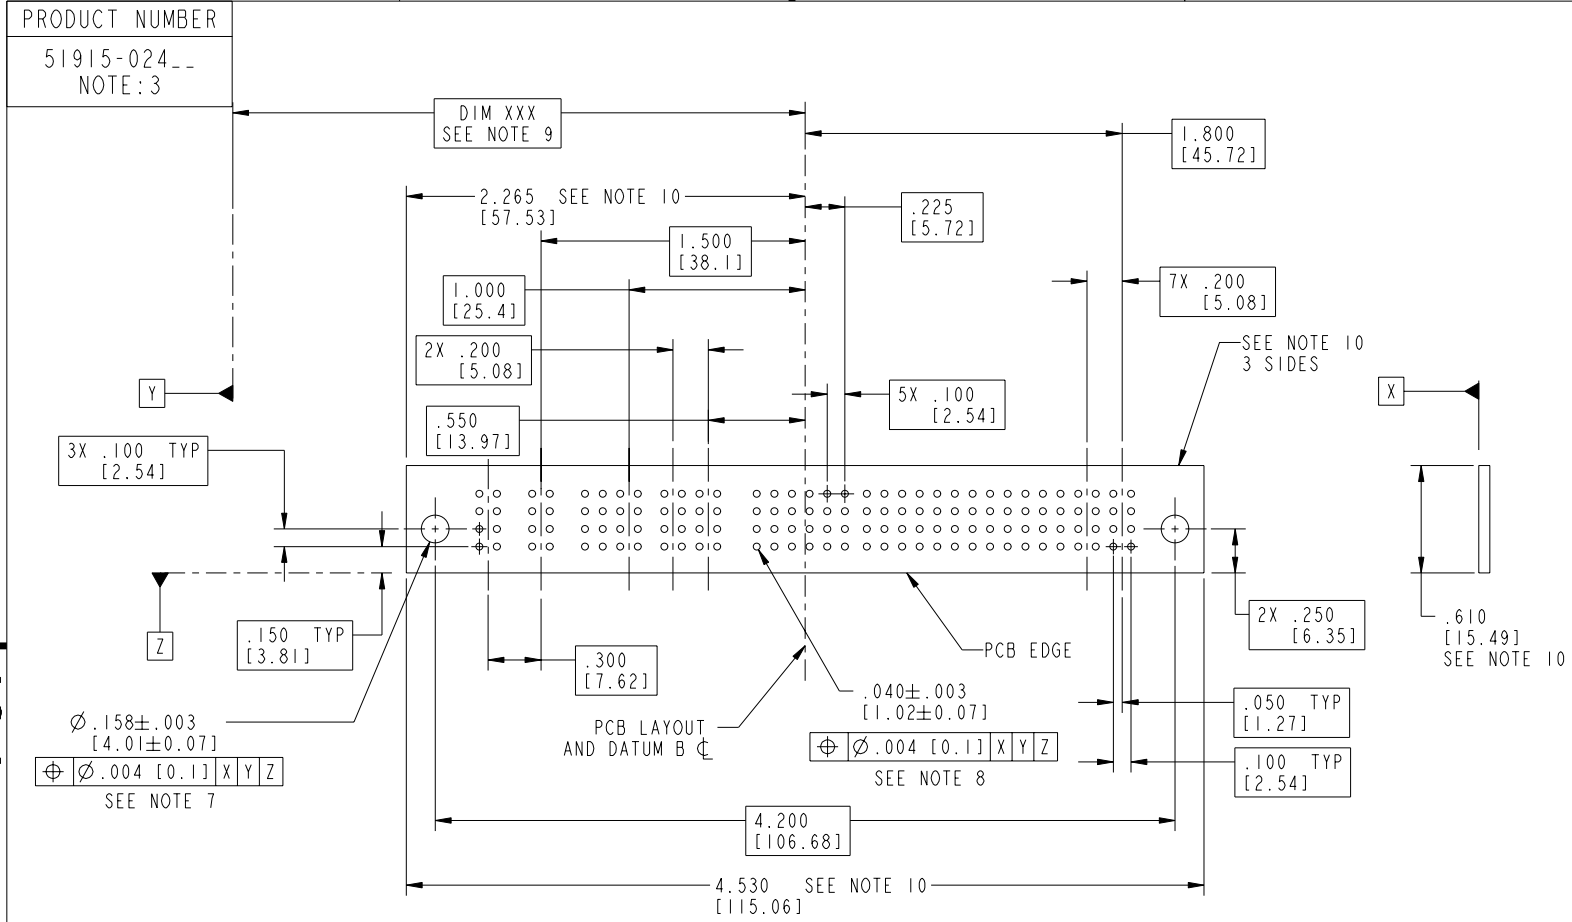 PRODUCT NUMBER
51915-024__
NOTE:3
DIM XXX
SEE NOTE 9
1.800
[45.72]
2.265 SEE NOTE 10
[57.53]
.225
[5.72]
1.500
[38.1]
1.000
[25.4]
7X .200
[5.08]
2X .200
[5.08]
SEE NOTE 10
3 SIDES
Y
X
5X .100
[2.54]
.550
[13.97]
3X .100 TYP
[2.54]
Z
.150 TYP
[3.81]
.300
[7.62]
PCB EDGE
2X .250
[6.35]
.610
[15.49]
SEE NOTE 10
Ø.158±.003
[4.01±0.07]
⌖ Ø.004 [0.1] X Y Z
SEE NOTE 7
PCB LAYOUT
AND DATUM B ℄
.040±.003
[1.02±0.07]
⌖ Ø.004 [0.1] X Y Z
SEE NOTE 8
.050 TYP
[1.27]
.100 TYP
[2.54]
4.200
[106.68]
4.530 SEE NOTE 10
[115.06]